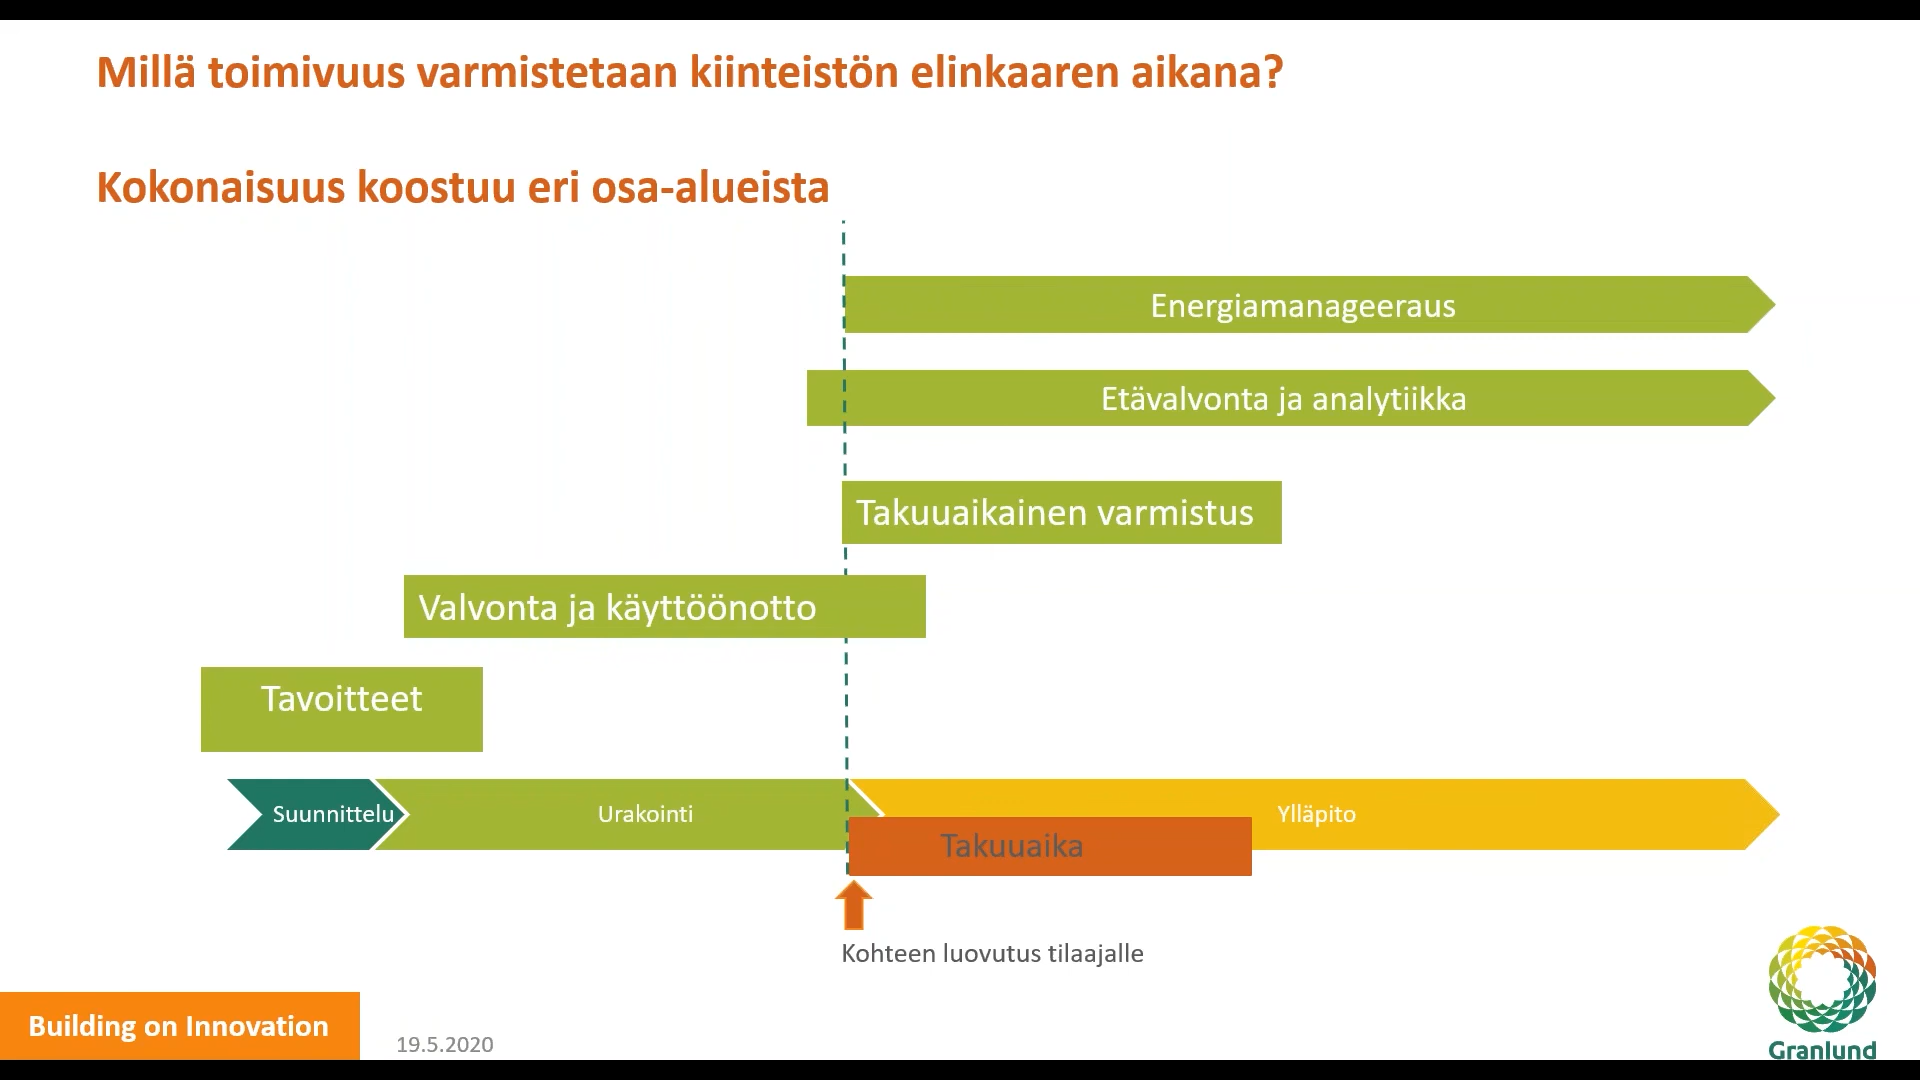 Millä toimivuus varmistetaan kiinteistön elinkaaren aikana?
Kokonaisuus koostuu eri osa-alueista
Energiamanageeraus
Etävalvonta ja analytiikka
Takuuaikainen varmistus
Valvonta ja käyttöönotto
Tavoitteet
Suunnittelu
Urakointi
Ylläpito
Takuuaika
Kohteen luovutus tilaajalle
Building on Innovation
19.5.2020
Granlund